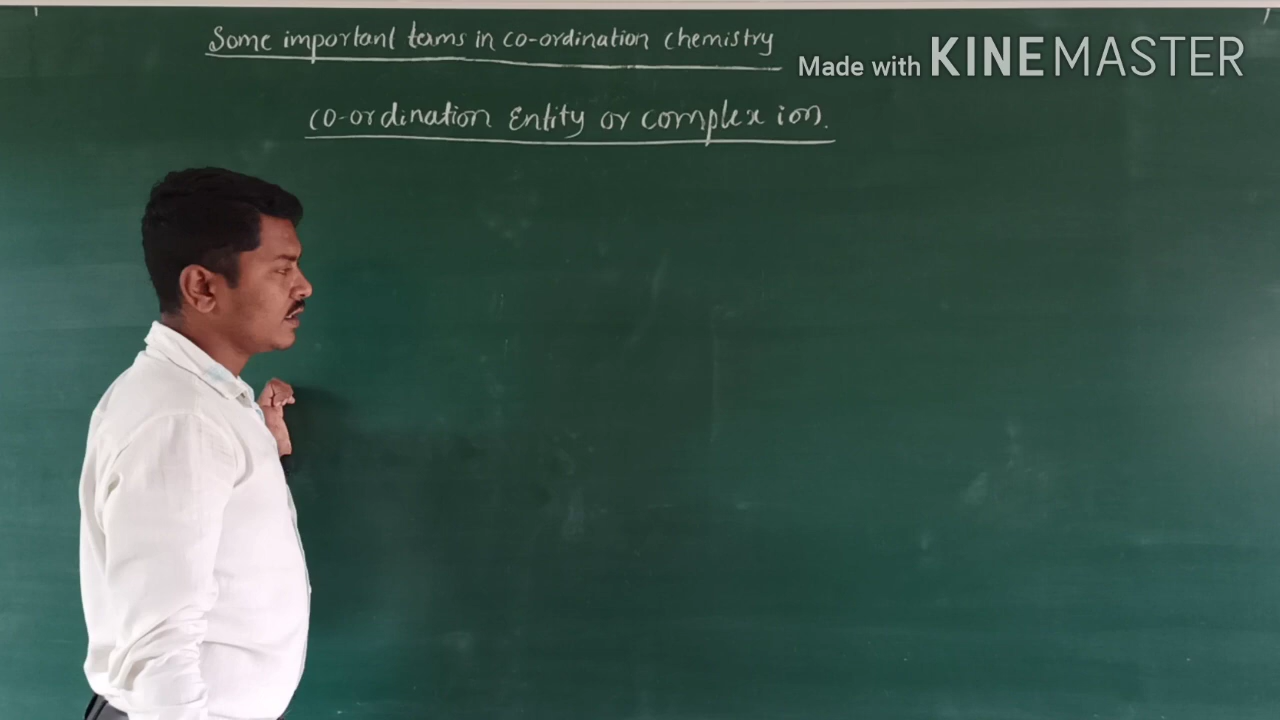 Some important terms in co-ordination chemistry
Made with KINEMASTER
co-ordination Entity or complex ion.